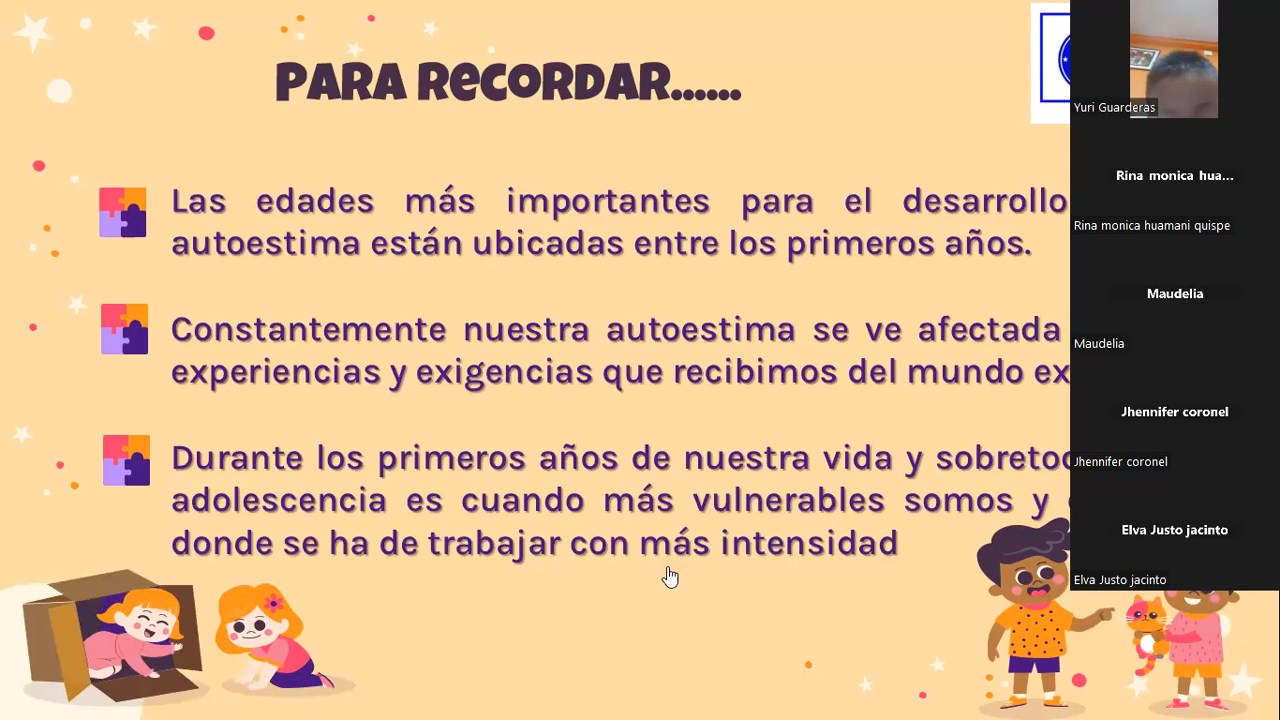 PARA RECORDAR......
Las edades más importantes para el desarrollo
autoestima están ubicadas entre los primeros años.
Constantemente nuestra autoestima se ve afectada
experiencias y exigencias que recibimos del mundo
Durante los primeros años de nuestra vida y
adolescencia es cuando más vulnerables somos y
donde se ha de trabajar con más intensidad
Yuri Guarderas
Rina monica hua...
Rina monica huamani quispe
Maudelia
Maudelia
Jhennifer coronel
Jhennifer coronel
Elva Justo jacinto
Elva Justo jacinto